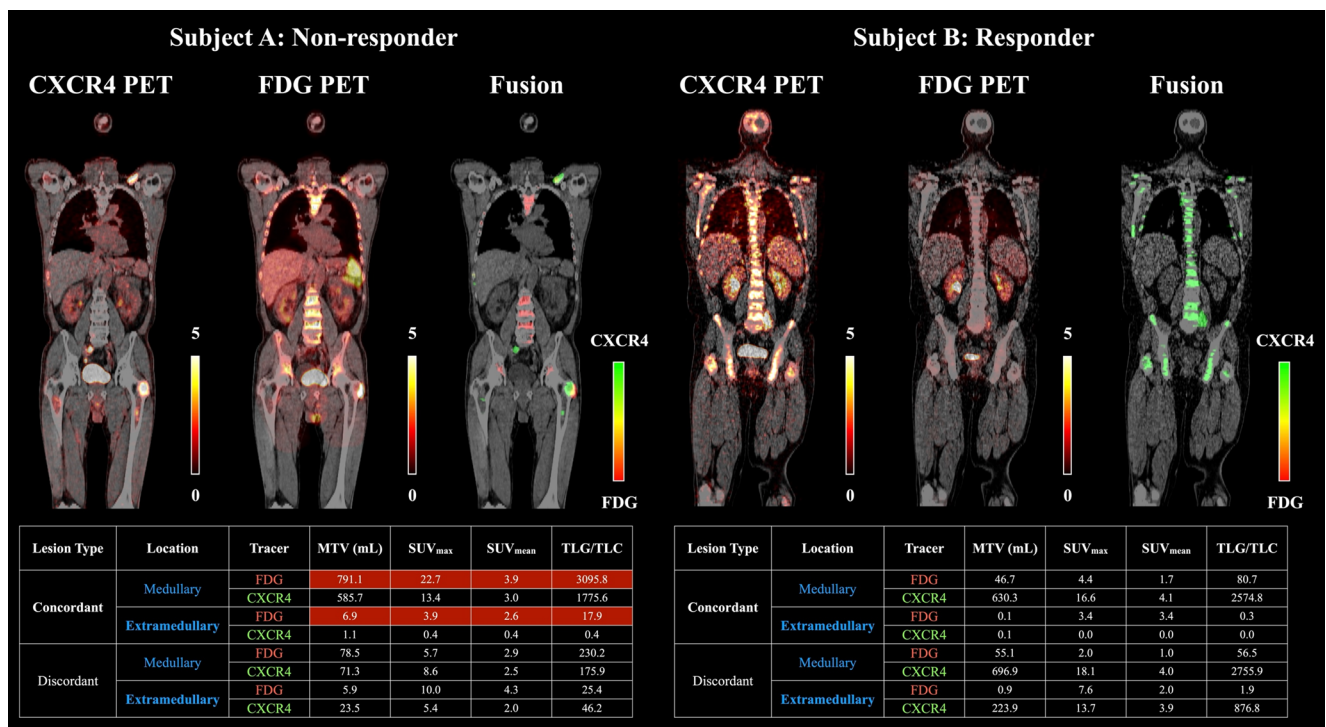 Subject A: Non-responder
CXCR4 PET FDG PET Fusion
5
0
5
0
CXCR4
FDG
Lesion Type Location Tracer MTV (mL) SUVmax SUVmean TLG/TLC
Concordant Medullary FDG 791.1 22.7 3.9 3095.8
CXCR4 585.7 13.4 3.0 1775.6
Extramedullary FDG 6.9 3.9 2.6 17.9
CXCR4 1.1 0.4 0.4 0.4
Discordant Medullary FDG 78.5 5.7 2.9 230.2
CXCR4 71.3 8.6 2.5 175.9
Extramedullary FDG 5.9 10.0 4.3 25.4
CXCR4 23.5 5.4 2.0 46.2
Subject B: Responder
CXCR4 PET FDG PET Fusion
5
0
5
0
CXCR4
FDG
Lesion Type Location Tracer MTV (mL) SUVmax SUVmean TLG/TLC
Concordant Medullary FDG 46.7 4.4 1.7 80.7
CXCR4 630.3 16.6 4.1 2574.8
Extramedullary FDG 0.1 3.4 3.4 0.3
CXCR4 0.1 0.0 0.0 0.0
Discordant Medullary FDG 55.1 2.0 1.0 56.5
CXCR4 696.9 18.1 4.0 2755.9
Extramedullary FDG 0.9 7.6 2.0 1.9
CXCR4 223.9 13.7 3.9 876.8